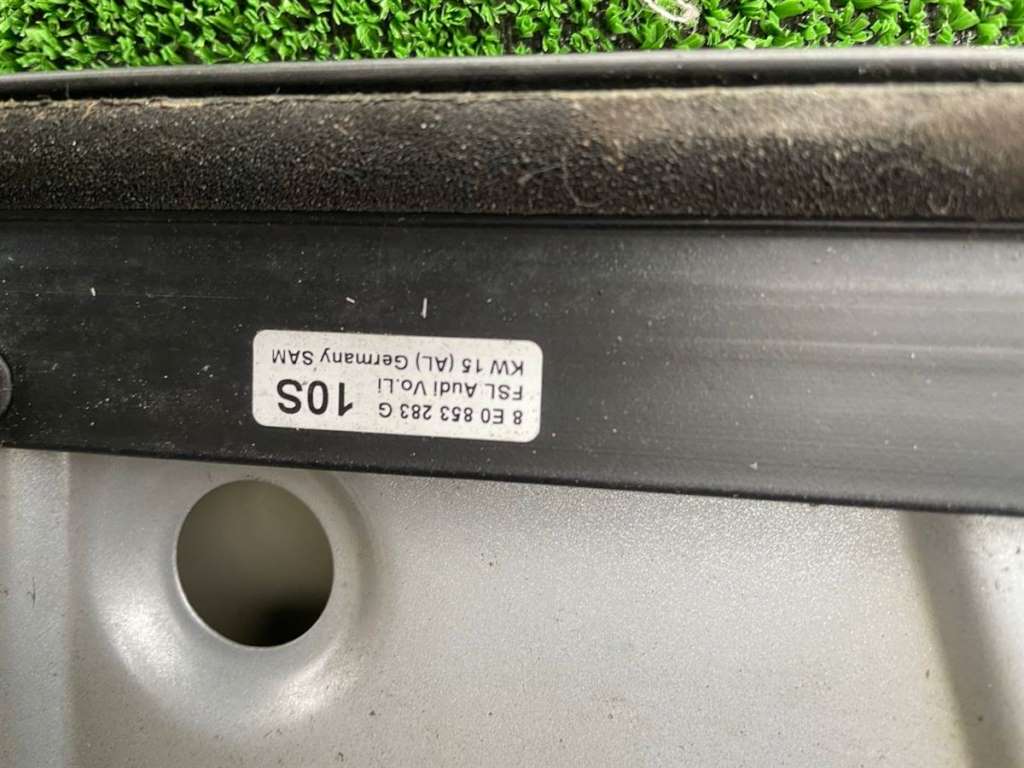 8 E0 853 283 G
FSL Audi Vo.Li 10S
KW 15 (AL) Germany SAM